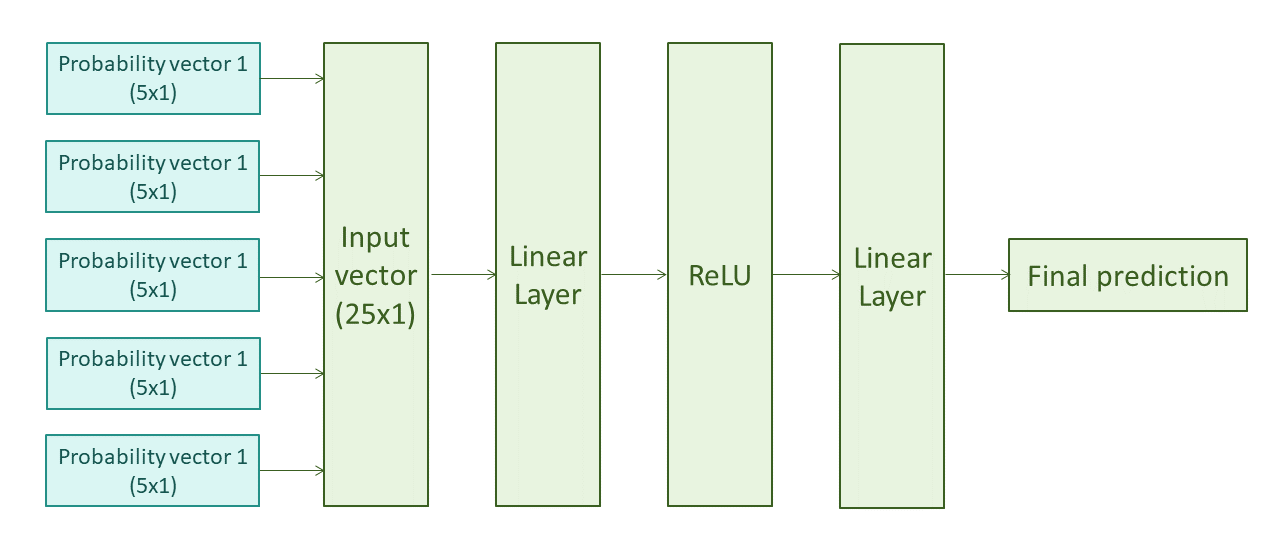 Probability vector 1
(5x1)
Probability vector 1
(5x1)
Probability vector 1
(5x1)
Probability vector 1
(5x1)
Probability vector 1
(5x1)
Input
vector
(25x1)
Linear
Layer
ReLU
Linear
Layer
Final prediction